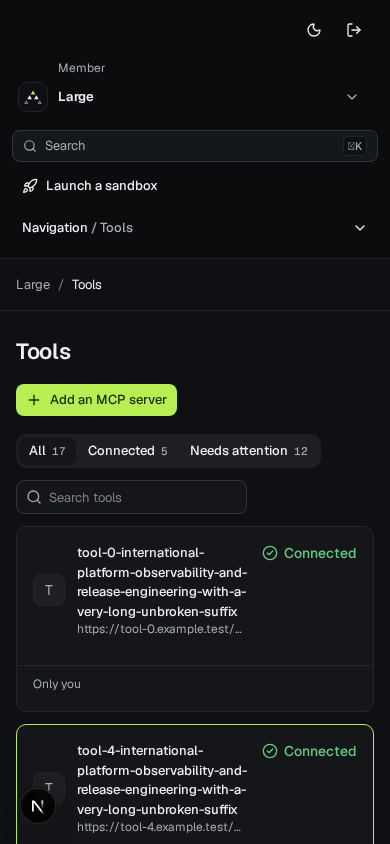 Member
Large
Search
K
Launch a sandbox
Navigation / Tools
Large / Tools
Tools
+ Add an MCP server
All 17 Connected 5 Needs attention 12
Search tools
T
tool-0-international-
platform-observability-and-
release-engineering-with-a-
very-long-unbroken-suffix
https://tool-0.example.test/…
Connected
Only you
T
tool-4-international-
platform-observability-and-
release-engineering-with-a-
very-long-unbroken-suffix
https://tool-4.example.test/…
Connected
N